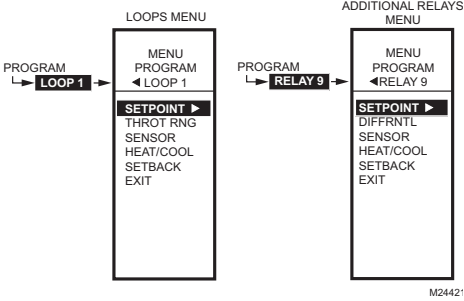 LOOPS MENU
PROGRAM
LOOP 1
MENU
PROGRAM
◄ LOOP 1
SETPOINT ►
THROT RNG
SENSOR
HEAT/COOL
SETBACK
EXIT
ADDITIONAL RELAYS
MENU
PROGRAM
RELAY 9
MENU
PROGRAM
◄RELAY 9
SETPOINT ►
DIFFRNTL
SENSOR
HEAT/COOL
SETBACK
EXIT
M24421